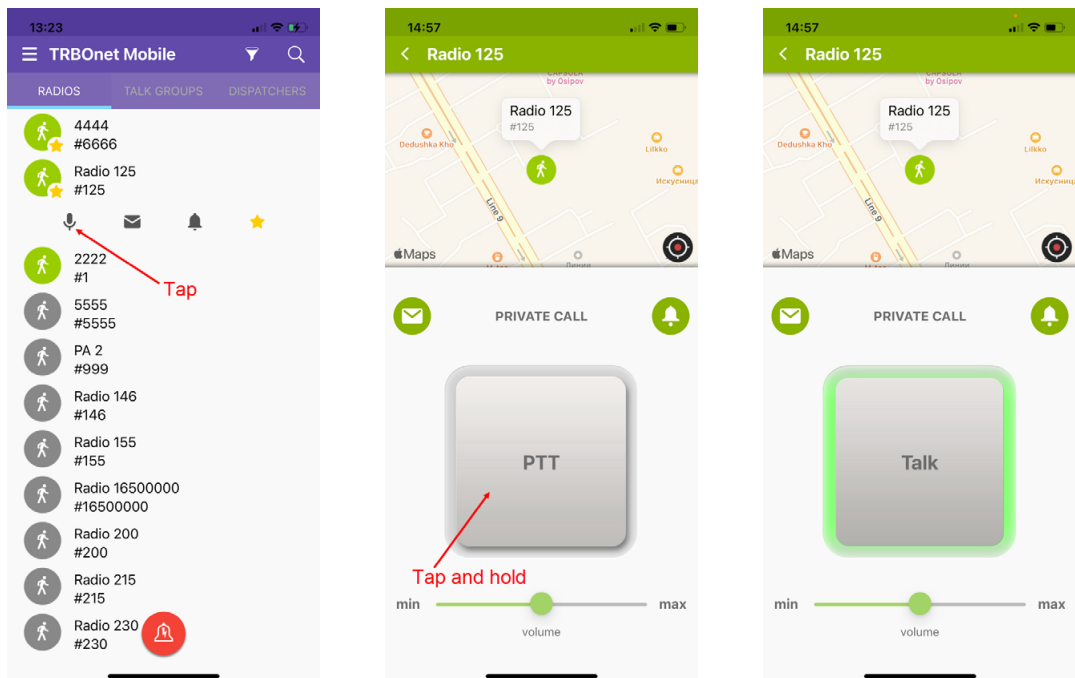 13:23
TRBOnet Mobile
RADIOS
TALK GROUPS
DISPATCHERS
4444
#6666
Radio 125
#125
2222
#1
Tap
5555
#5555
PA 2
#999
Radio 146
#146
Radio 155
#155
Radio 16500000
#16500000
Radio 200
#200
Radio 215
#215
Radio 230
#230
14:57
Radio 125
by Osipov
Radio 125
#125
Dedushka Kho
Lilkko
Искусница
Line 9
Maps
PRIVATE CALL
PTT
Tap and hold
min
max
volume
14:57
Radio 125
by Osipov
Radio 125
#125
Dedushka Kho
Lilkko
Искусница
Line 9
Maps
PRIVATE CALL
Talk
min
max
volume